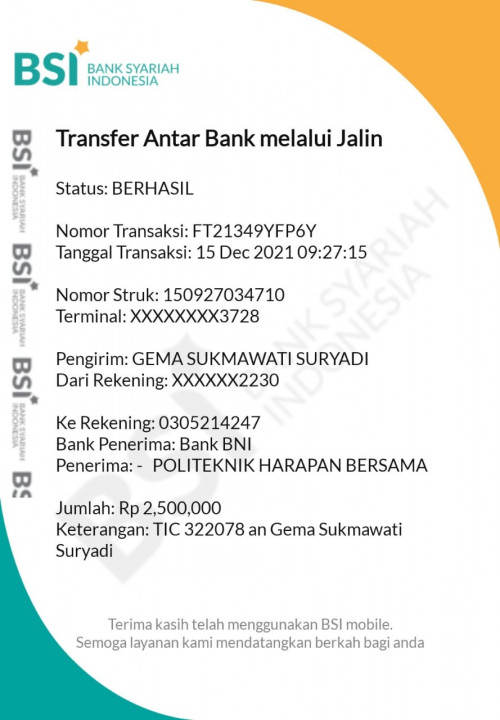 BSI BANK SYARIAH
INDONESIA
Transfer Antar Bank melalui Jalin
Status: BERHASIL
Nomor Transaksi: FT21349YFP6Y
Tanggal Transaksi: 15 Dec 2021 09:27:15
Nomor Struk: 150927034710
Terminal: XXXXXXXX3728
Pengirim: GEMA SUKMAWATI SURYADI
Dari Rekening: XXXXXX2230
Ke Rekening: 0305214247
Bank Penerima: Bank BNI
Penerima: - POLITEKNIK HARAPAN BERSAMA
Jumlah: Rp 2,500,000
Keterangan: TIC 322078 an Gema Sukmawati
Suryadi
Terima kasih telah menggunakan BSI mobile.
Semoga layanan kami mendatangkan berkah bagi anda
BSI BANK SYARIAH
INDONESIA
BSI BANK SYARIAH
INDONESIA
BSI BANK SYARIAH
INDONESIA
BS
BSI BANK SYARIAH
INDONESIA